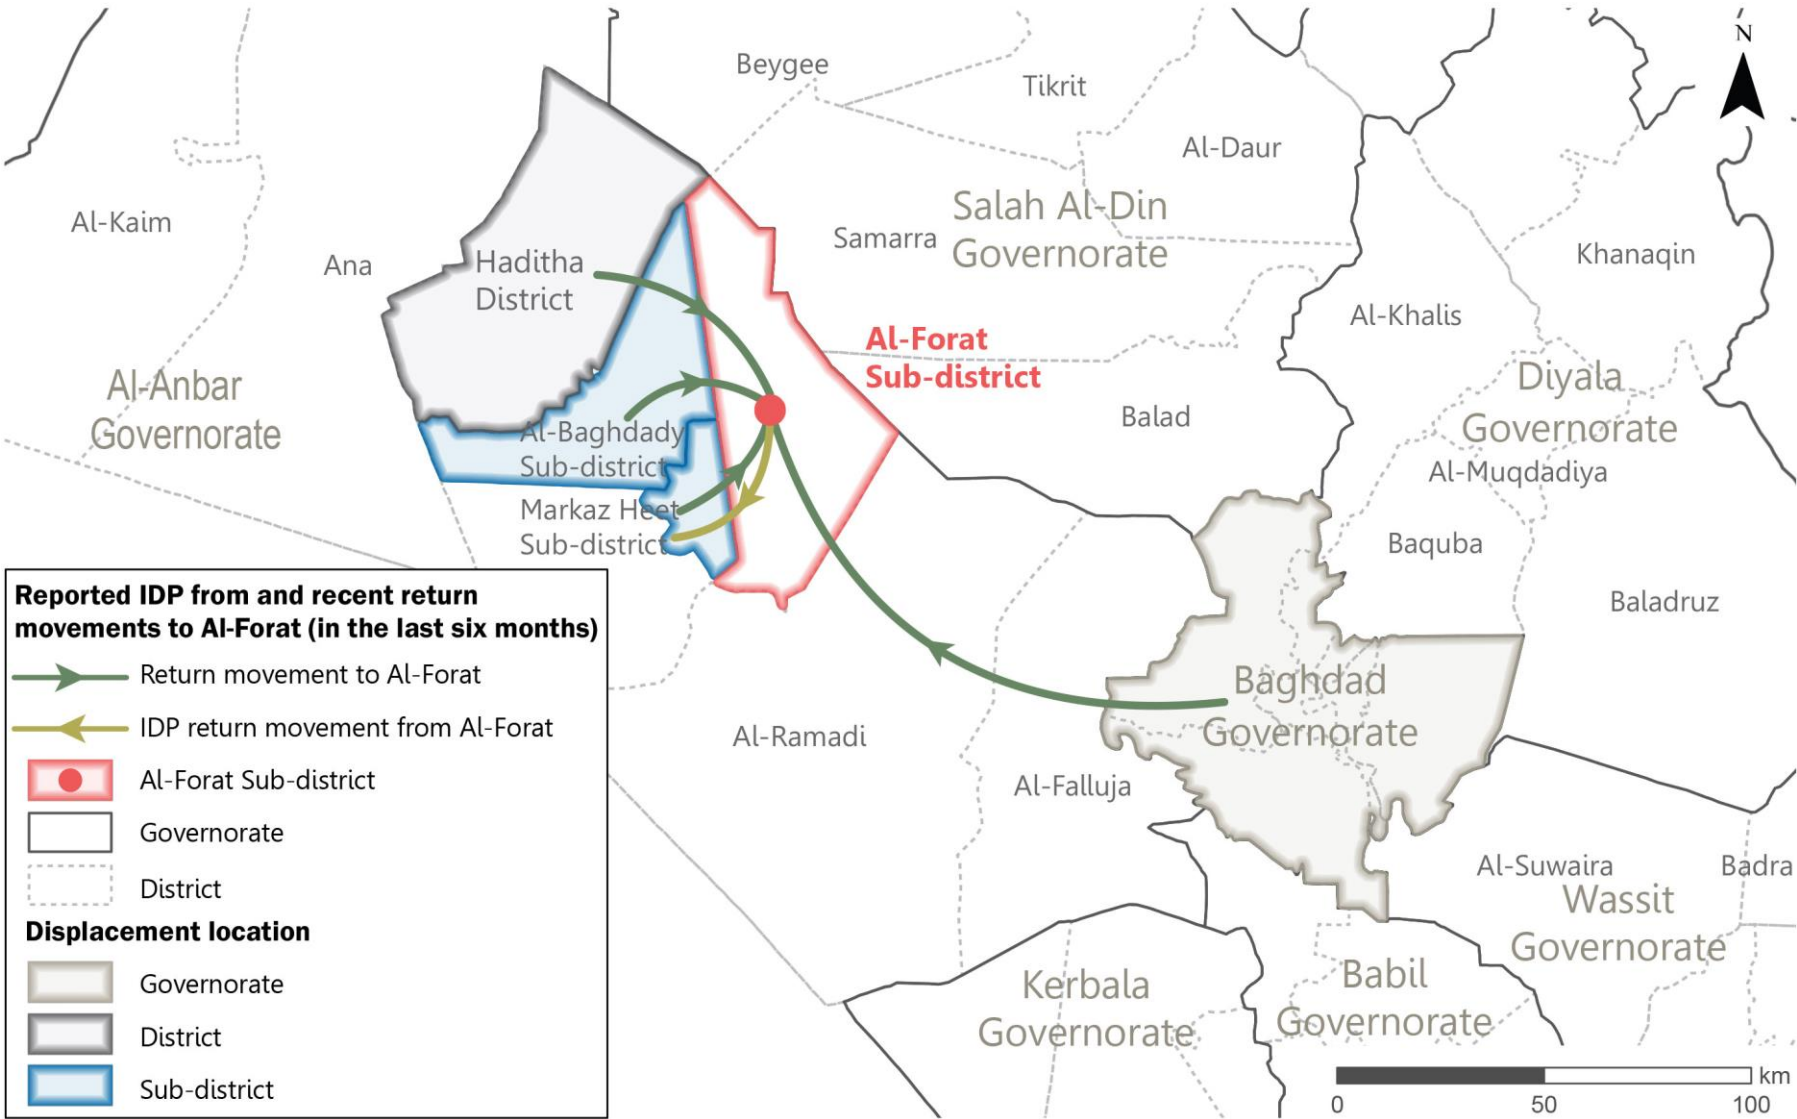 N
Beygee
Tikrit
Al-Daur
Al-Kaim
Ana
Haditha
District
Samarra
Salah Al-Din
Governorate
Khanaqin
Al-Khalis
Al-Forat
Sub-district
Al-Anbar
Governorate
Diyala
Governorate
Balad
Al-Baghdady
Sub-district
Al-Muqdadiya
Markaz Heet
Sub-district
Baquba
Baladruz
Baghdad
Governorate
Al-Ramadi
Al-Falluja
Al-Suwaira
Badra
Wassit
Governorate
Kerbala
Governorate
Babil
Governorate
Reported IDP from and recent return
movements to Al-Forat (in the last six months)
Return movement to Al-Forat
IDP return movement from Al-Forat
Al-Forat Sub-district
Governorate
District
Displacement location
Governorate
District
Sub-district
km
0 50 100